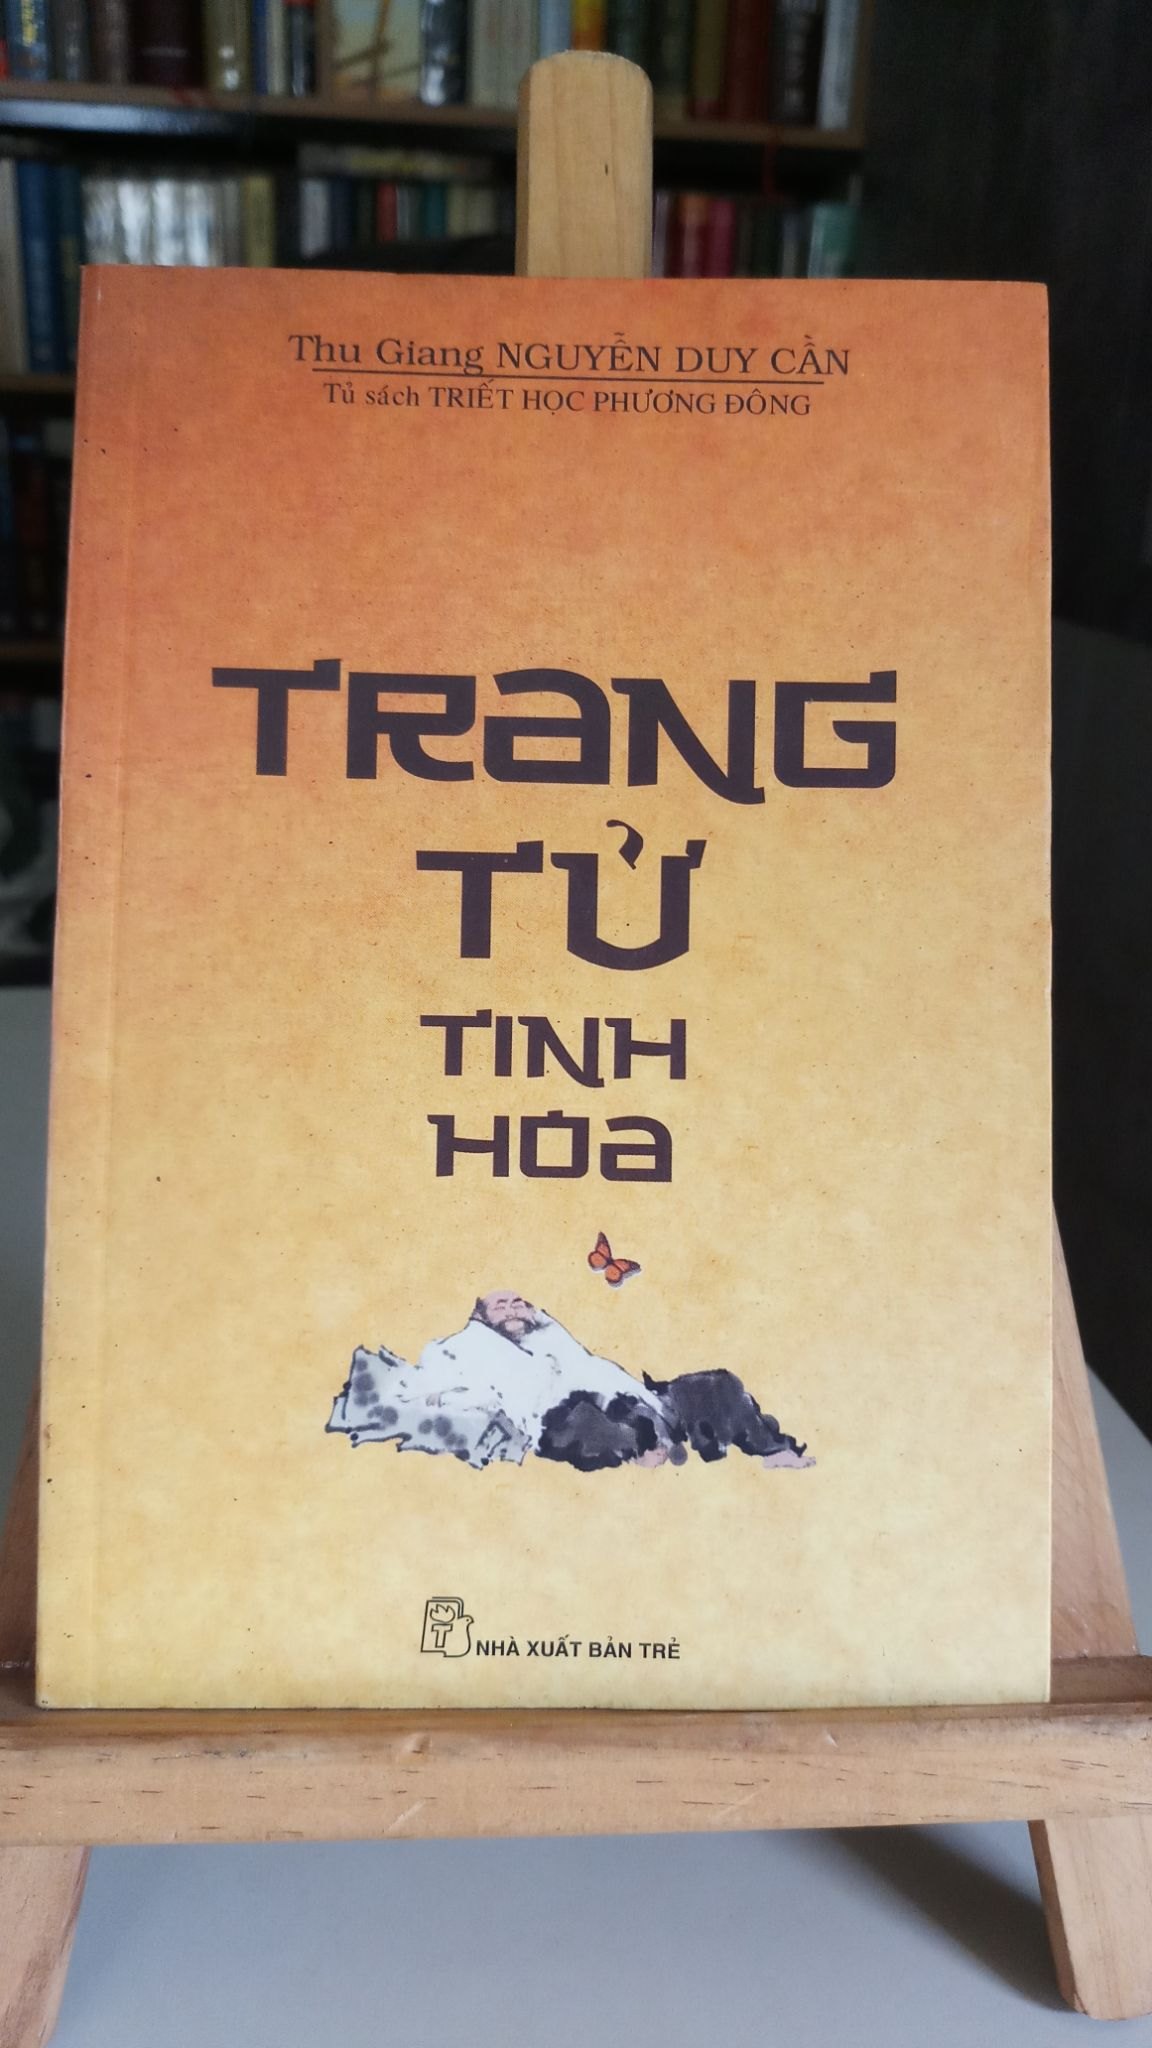 Thu Giang NGUYỄN DUY CẦN
Tủ sách TRIẾT HỌC PHƯƠNG ĐÔNG
TRANG
TỬ
TINH
HOA
T
NHÀ XUẤT BẢN TRẺ